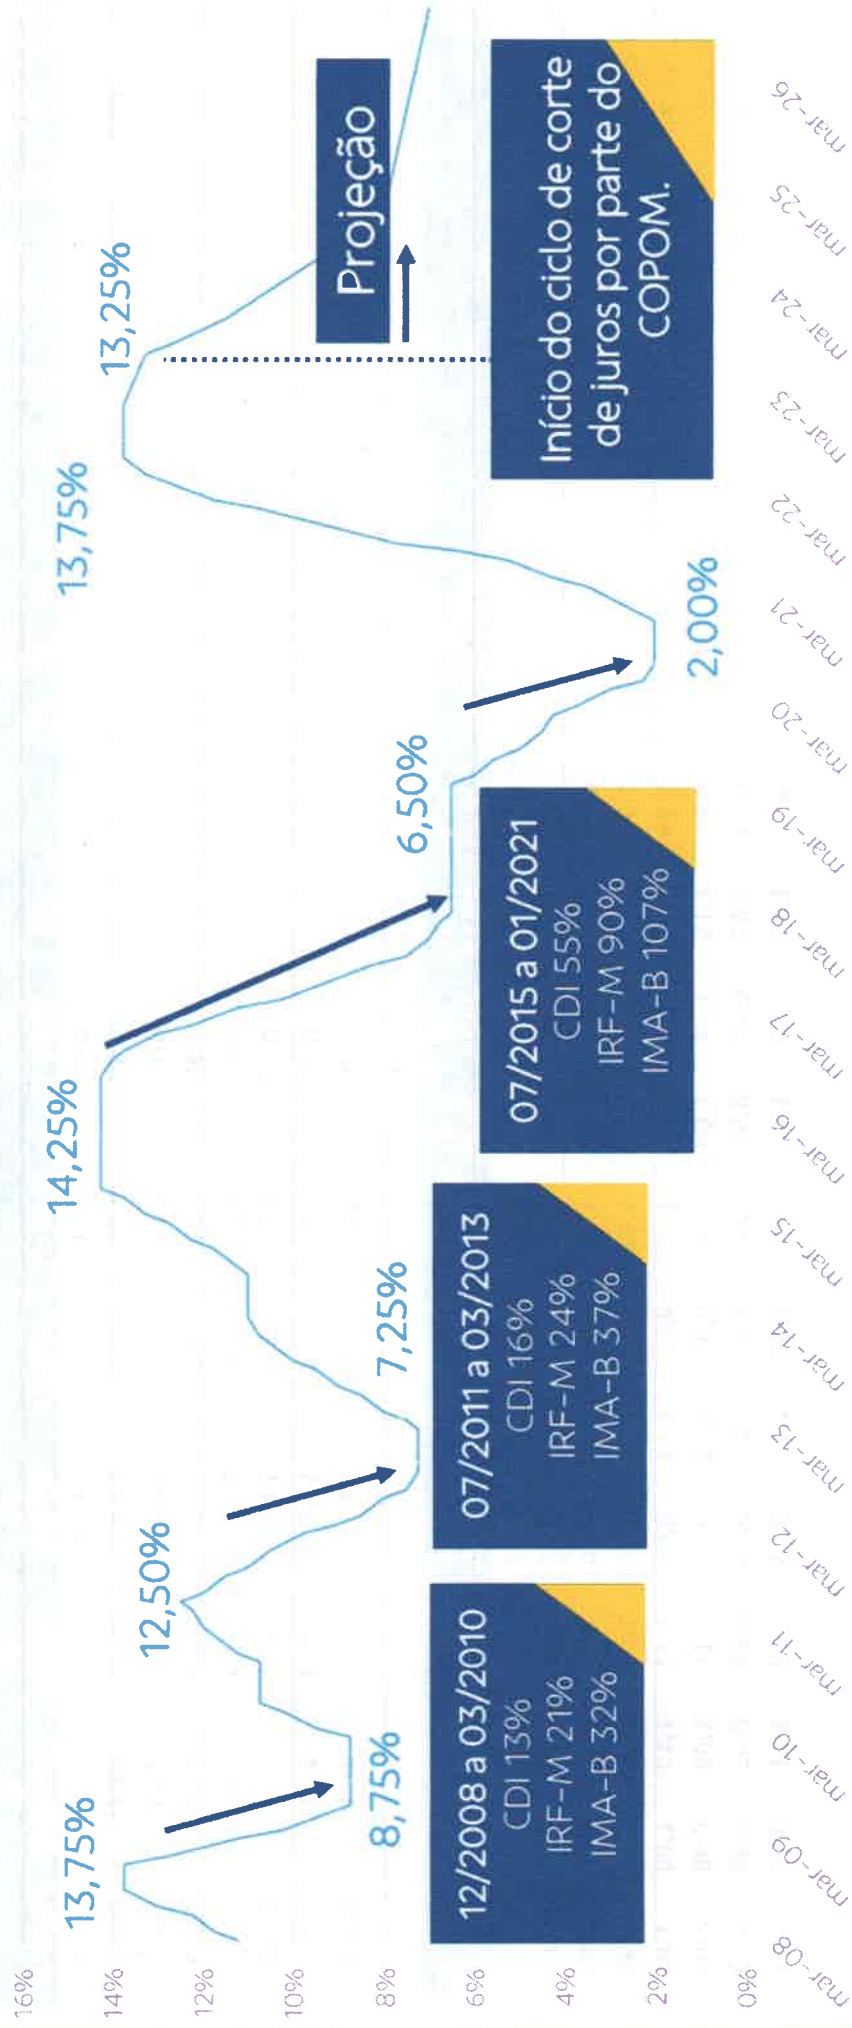 16%
14%
12%
10%
8%
6%
4%
2%
0%
13,75%
8,75%
12,50%
7,25%
14,25%
6,50%
2,00%
13,75%
13,25%
Projeção
12/2008 a 03/2010
CDI 13%
IRF-M 21%
IMA-B 32%
07/2011 a 03/2013
CDI 16%
IRF-M 24%
IMA-B 37%
07/2015 a 01/2021
CDI 55%
IRF-M 90%
IMA-B 107%
Início do ciclo de corte
de juros por parte do
COPOM.
mar-08
mar-09
mar-10
mar-11
mar-12
mar-13
mar-14
mar-15
mar-16
mar-17
mar-18
mar-19
mar-20
mar-21
mar-22
mar-23
mar-24
mar-25
mar-26